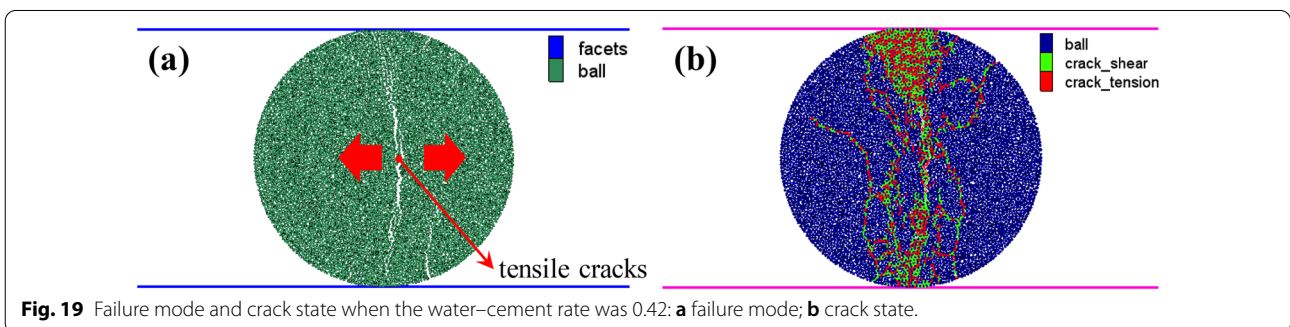 (a)
facets
ball
tensile cracks
(b)
ball
crack_shear
crack_tension
Fig. 19 Failure mode and crack state when the water–cement rate was 0.42: a failure mode; b crack state.